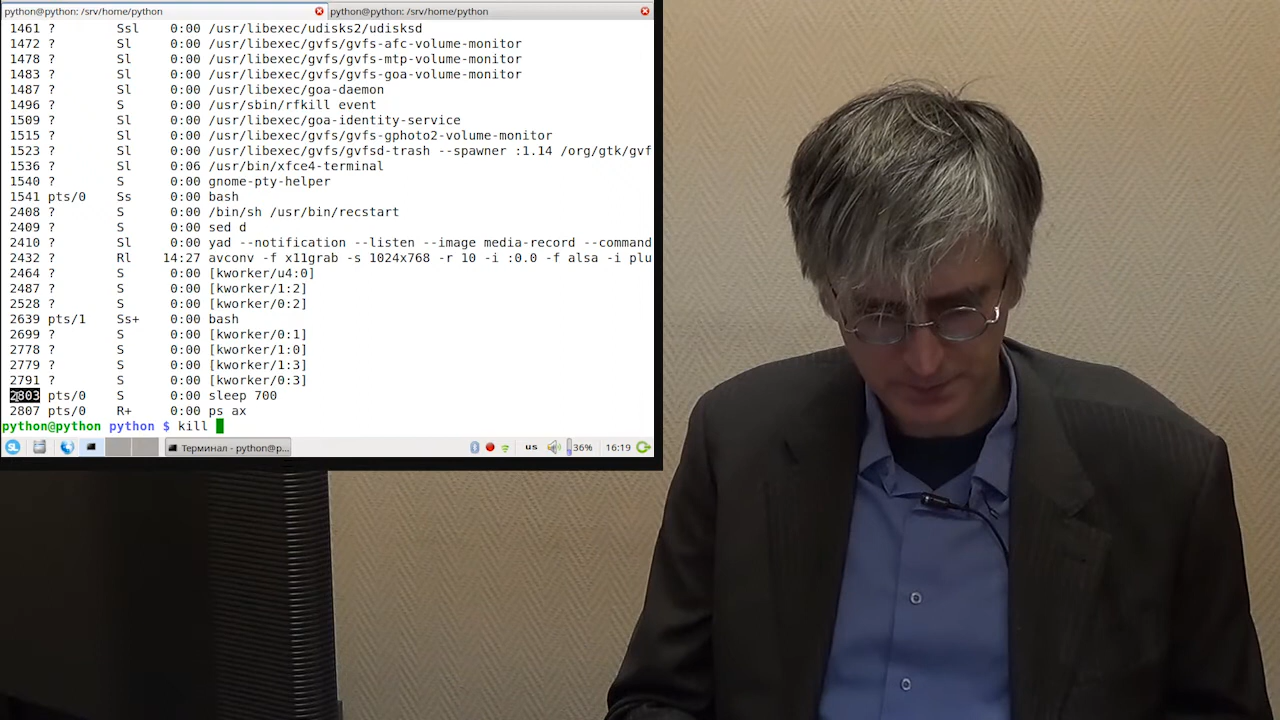 python@python: /srv/home/python
python@python: /srv/home/python
1461 ? Ssl 0:00 /usr/libexec/udisks2/udisksd
1472 ? Sl 0:00 /usr/libexec/gvfs/gvfs-afc-volume-monitor
1478 ? Sl 0:00 /usr/libexec/gvfs/gvfs-mtp-volume-monitor
1483 ? Sl 0:00 /usr/libexec/gvfs/gvfs-goa-volume-monitor
1487 ? Sl 0:00 /usr/libexec/goa-daemon
1496 ? S 0:00 /usr/sbin/rfkill event
1509 ? Sl 0:00 /usr/libexec/goa-identity-service
1515 ? Sl 0:00 /usr/libexec/gvfs/gvfs-gphoto2-volume-monitor
1523 ? Sl 0:00 /usr/libexec/gvfs/gvfsd-trash --spawner :1.14 /org/gtk/gvf
1536 ? Sl 0:06 /usr/bin/xfce4-terminal
1540 ? S 0:00 gnome-pty-helper
1541 pts/0 Ss 0:00 bash
2408 ? S 0:00 /bin/sh /usr/bin/recstart
2409 ? S 0:00 sed d
2410 ? Sl 0:00 yad --notification --listen --image media-record --command
2432 ? Rl 14:27 avconv -f x11grab -s 1024x768 -r 10 -i :0.0 -f alsa -i plu
2464 ? S 0:00 [kworker/u4:0]
2487 ? S 0:00 [kworker/1:2]
2528 ? S 0:00 [kworker/0:2]
2639 pts/1 Ss+ 0:00 bash
2699 ? S 0:00 [kworker/0:1]
2778 ? S 0:00 [kworker/1:0]
2779 ? S 0:00 [kworker/1:3]
2791 ? S 0:00 [kworker/0:3]
2803 pts/0 S 0:00 sleep 700
2807 pts/0 R+ 0:00 ps ax
python@python python $ kill
SL Терминал - python@p... us 36% 16:19